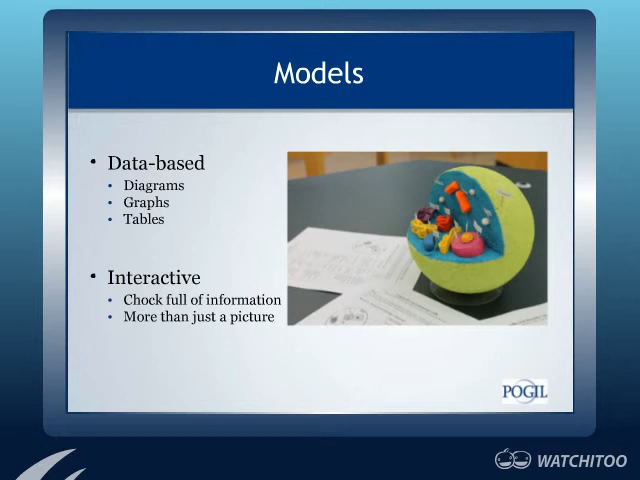 Models
• Data-based
• Diagrams
• Graphs
• Tables
• Interactive
• Chock full of information
• More than just a picture
POGIL
WATCHITOO